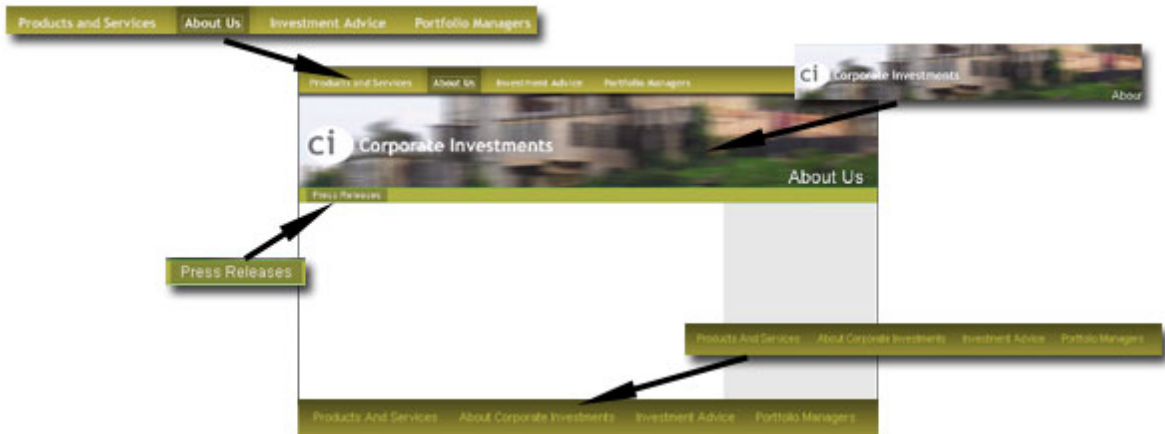 Products and Services About Us Investment Advice Portfolio Managers
Products and Services About Us Investment Advice Portfolio Managers
ci Corporate Investments
About
ci Corporate Investments
About Us
Press Releases
Press Releases
Products And Services About Corporate Investments Investment Advice Portfolio Managers
Products And Services About Corporate Investments Investment Advice Portfolio Managers